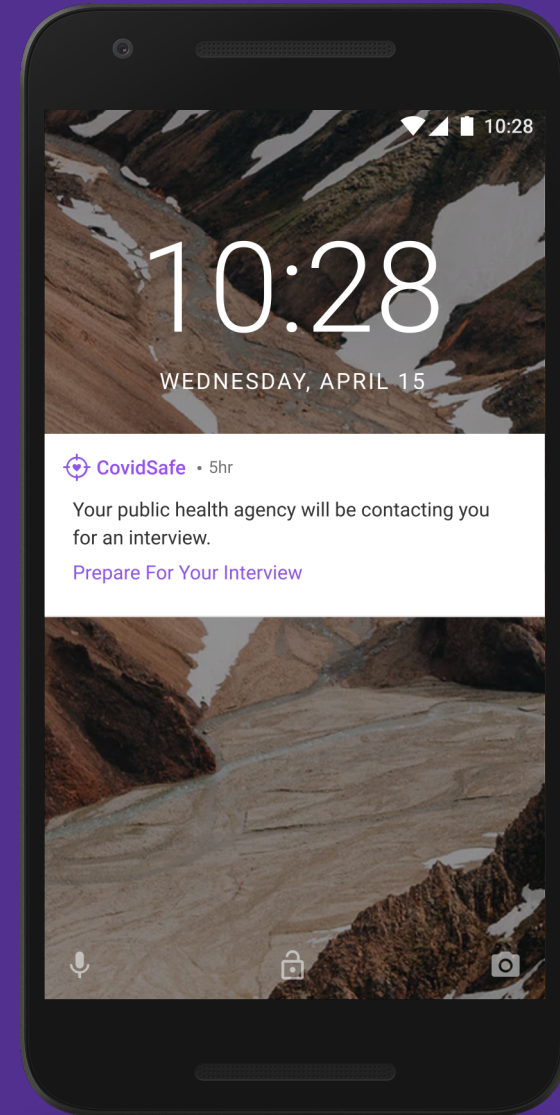 10:28
10:28
WEDNESDAY, APRIL 15
CovidSafe • 5hr
Your public health agency will be contacting you
for an interview.
Prepare For Your Interview